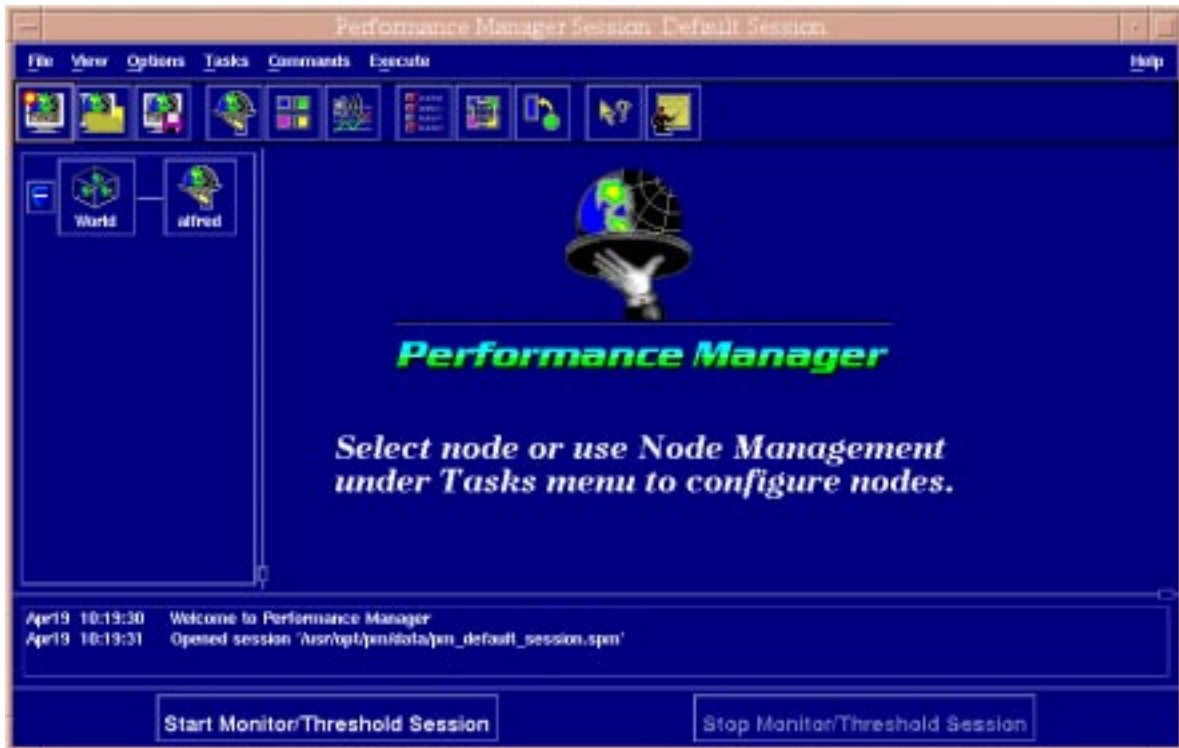 Performance Manager Session: Default Session
File View Options Tasks Commands Execute Help
World alfred
Performance Manager
Select node or use Node Management
under Tasks menu to configure nodes.
Apr19 10:19:30 Welcome to Performance Manager
Apr19 10:19:31 Opened session '/usr/opt/pm/data/pm_default_session.spm'
Start Monitor/Threshold Session Stop Monitor/Threshold Session